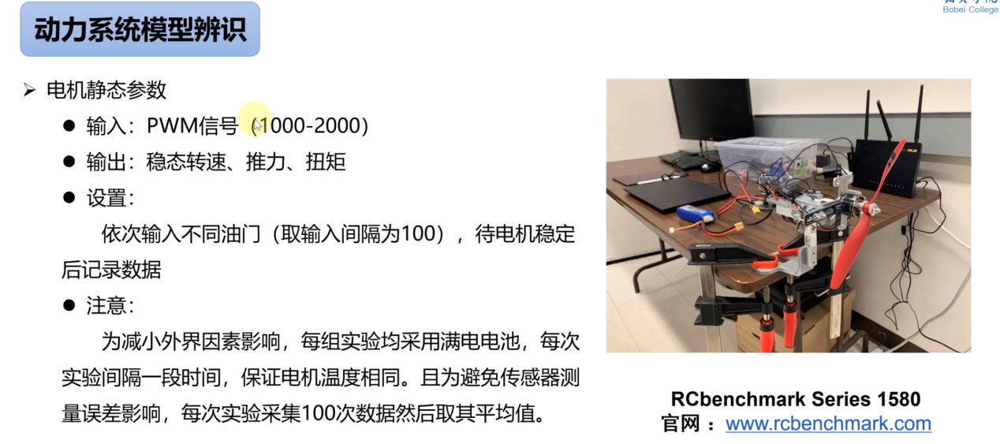 Bobei College
动力系统模型辨识
➢ 电机静态参数
● 输入：PWM信号（1000-2000）
● 输出：稳态转速、推力、扭矩
● 设置：
依次输入不同油门（取输入间隔为100），待电机稳定
后记录数据
● 注意：
为减小外界因素影响，每组实验均采用满电电池，每次
实验间隔一段时间，保证电机温度相同。且为避免传感器测
量误差影响，每次实验采集100次数据然后取其平均值。
RCbenchmark Series 1580
官网 ：www.rcbenchmark.com